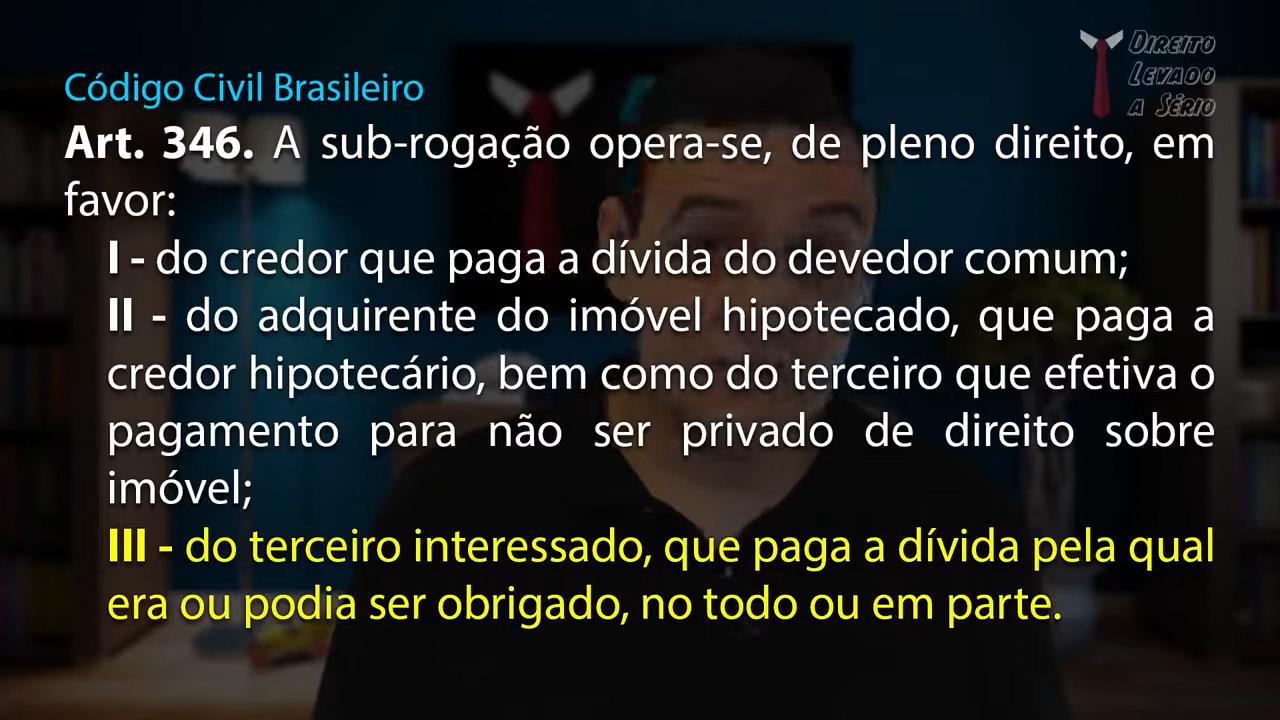 DIREITO
LEVADO
A SÉRIO
Código Civil Brasileiro
Art. 346. A sub-rogação opera-se, de pleno direito, em
favor:
I - do credor que paga a dívida do devedor comum;
II - do adquirente do imóvel hipotecado, que paga a
credor hipotecário, bem como do terceiro que efetiva o
pagamento para não ser privado de direito sobre
imóvel;
III - do terceiro interessado, que paga a dívida pela qual
era ou podia ser obrigado, no todo ou em parte.